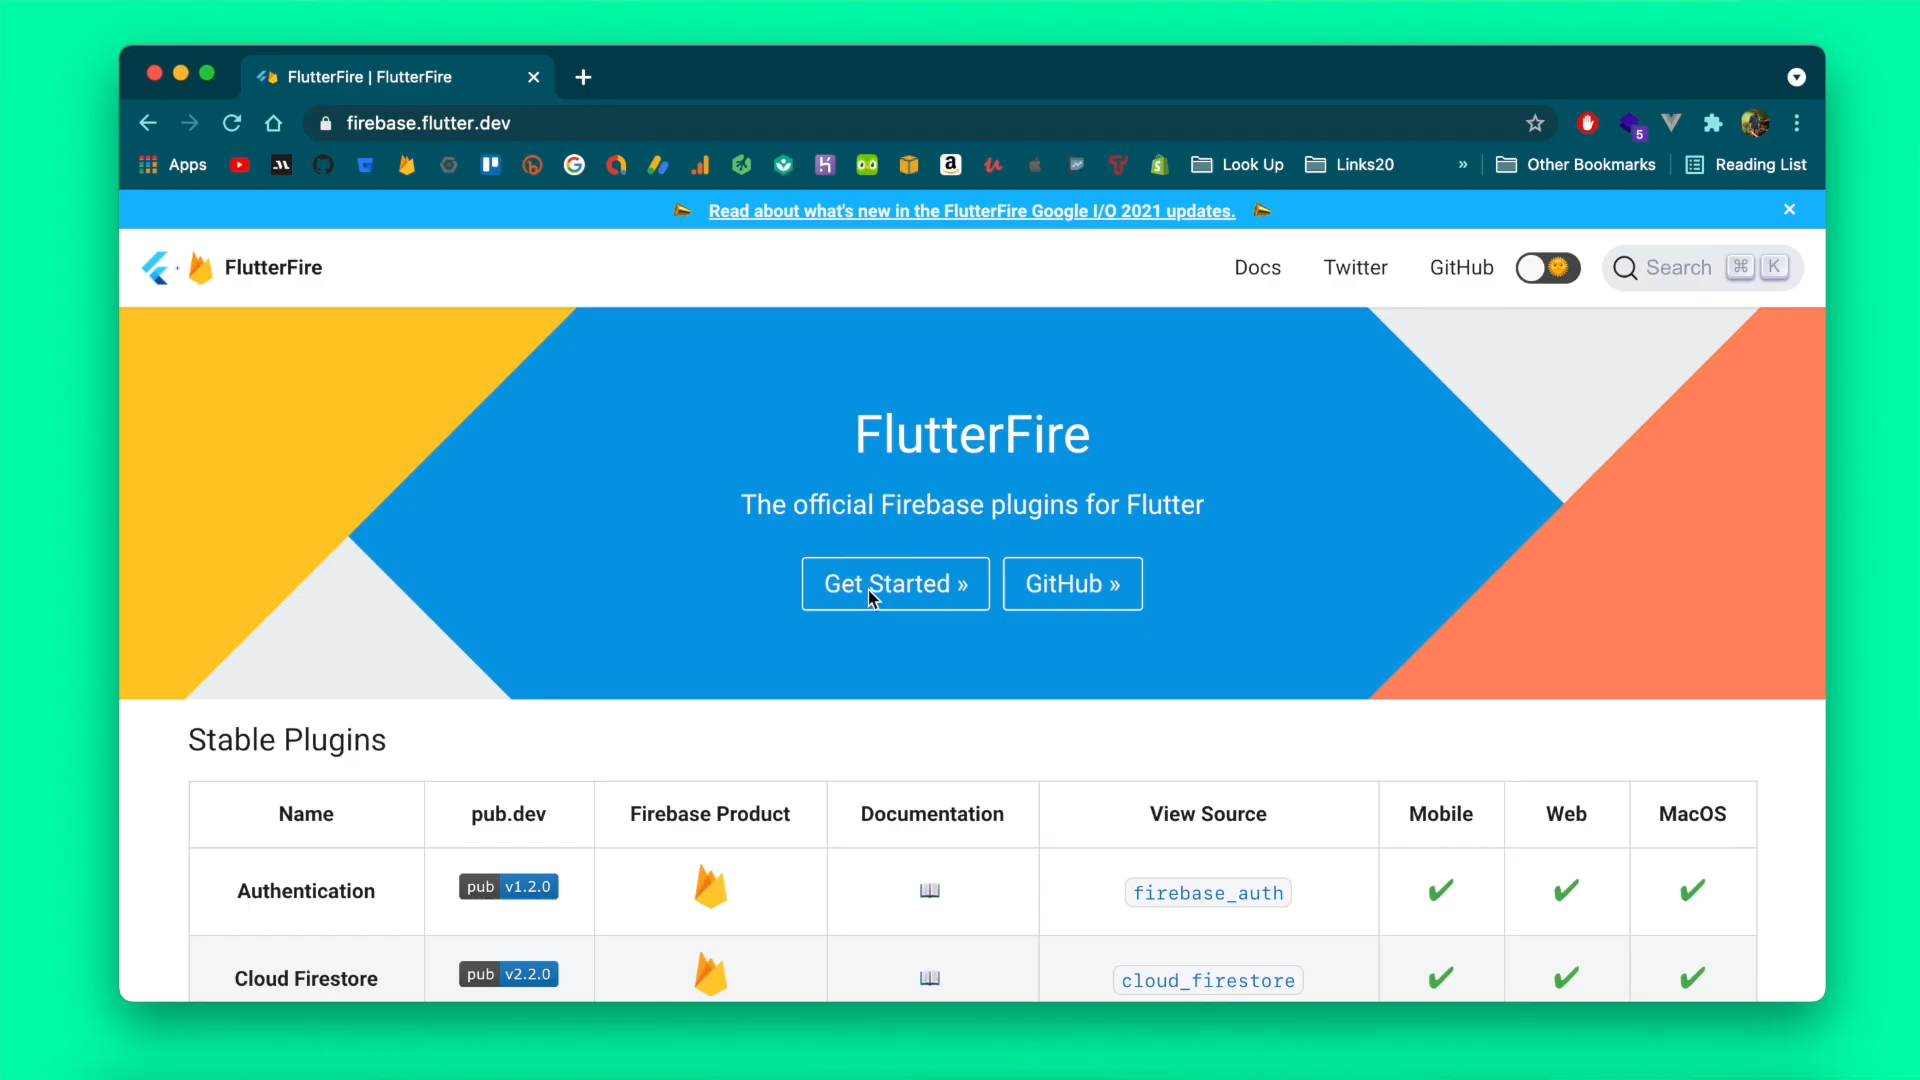 FlutterFire | FlutterFire
firebase.flutter.dev
5
Apps
Look Up
Links20
»
Other Bookmarks
Reading List
Read about what's new in the FlutterFire Google I/O 2021 updates.
FlutterFire
Docs
Twitter
GitHub
Search
⌘
K
FlutterFire
The official Firebase plugins for Flutter
Get Started »
GitHub »
Stable Plugins
Name
pub.dev
Firebase Product
Documentation
View Source
Mobile
Web
MacOS
Authentication
pub v1.2.0
firebase_auth
Cloud Firestore
pub v2.2.0
cloud_firestore